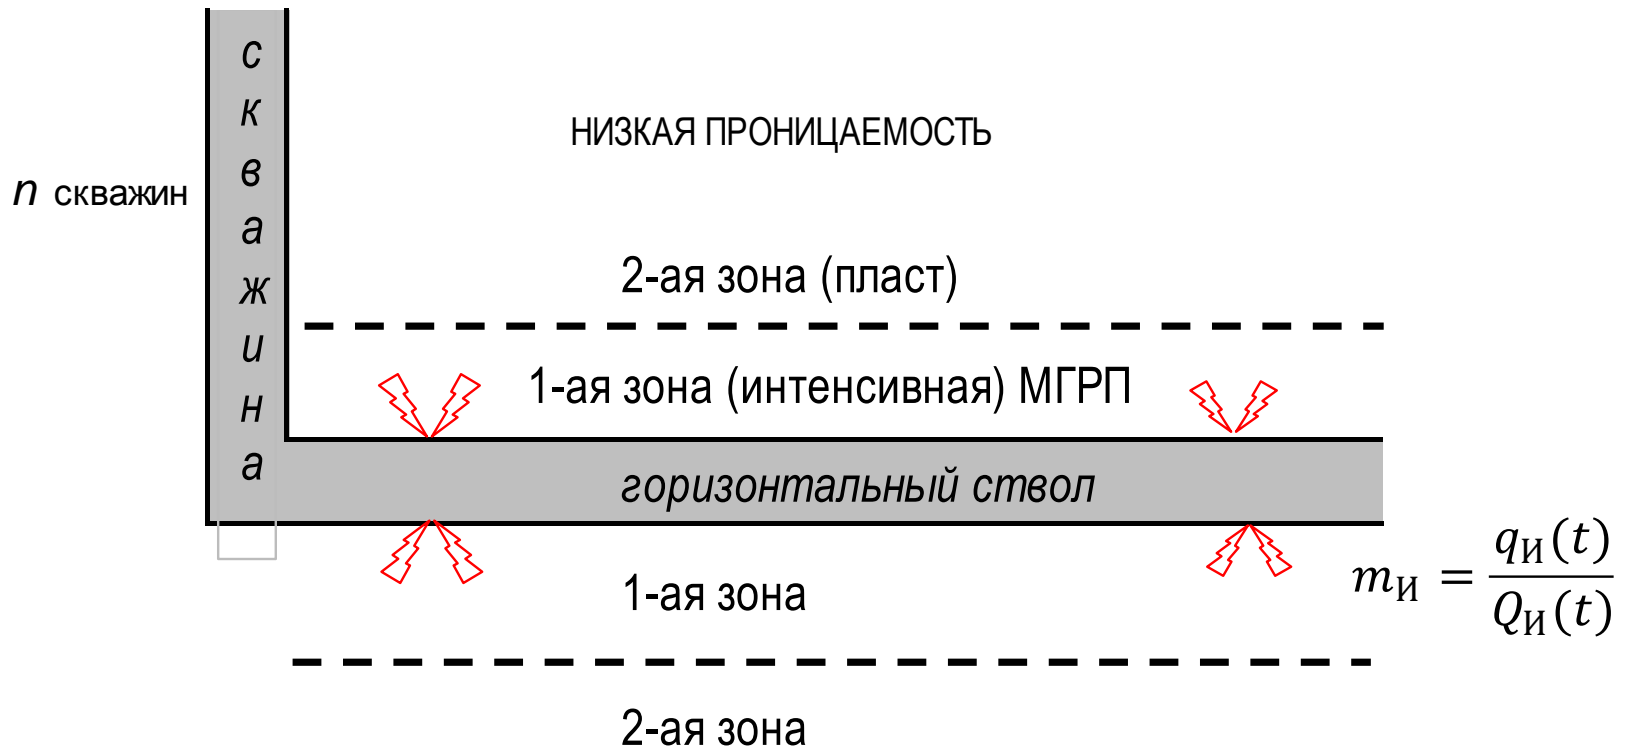 скважина
НИЗКАЯ ПРОНИЦАЕМОСТЬ
n скважин
2-ая зона (пласт)
1-ая зона (интенсивная) МГРП
горизонтальный ствол
1-ая зона
m_И = q_И(t) / Q_И(t)
2-ая зона